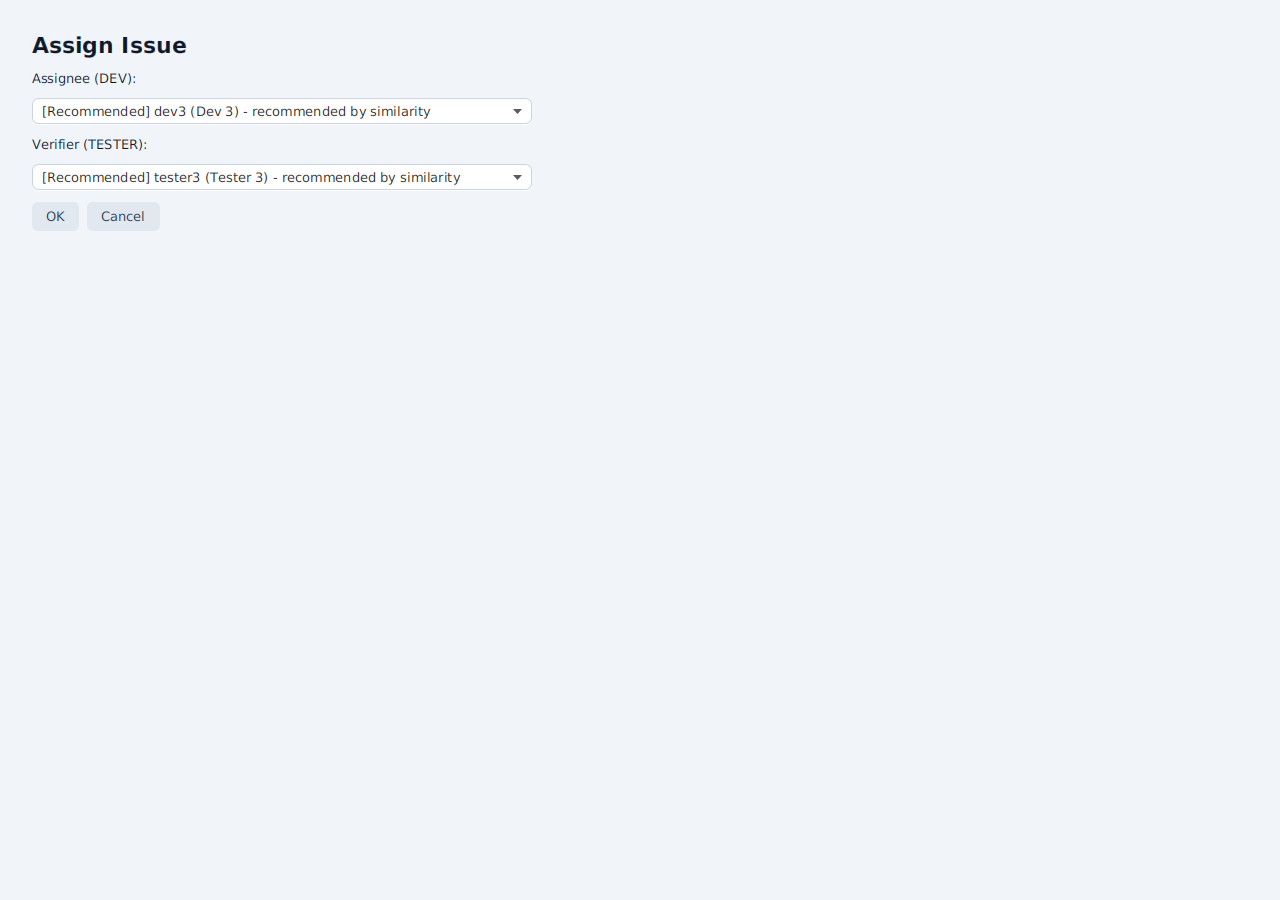 Assign Issue
Assignee (DEV):
[Recommended] dev3 (Dev 3) - recommended by similarity
Verifier (TESTER):
[Recommended] tester3 (Tester 3) - recommended by similarity
OK Cancel